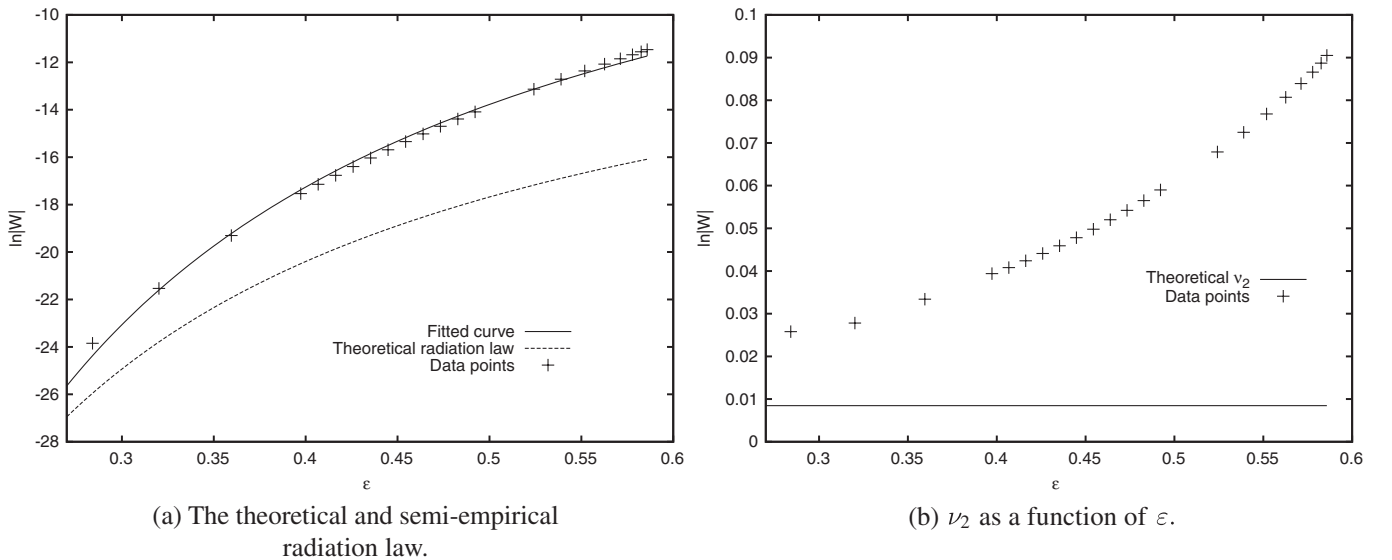 -10
-12
-14
-16
-18
-20
-22
-24
-26
-28
ln|W|
Fitted curve
Theoretical radiation law
Data points
0.3 0.35 0.4 0.45 0.5 0.55 0.6
ε
(a) The theoretical and semi-empirical
radiation law.
0.1
0.09
0.08
0.07
0.06
0.05
0.04
0.03
0.02
0.01
0
ln|W|
Theoretical ν₂
Data points
0.3 0.35 0.4 0.45 0.5 0.55 0.6
ε
(b) ν₂ as a function of ε.